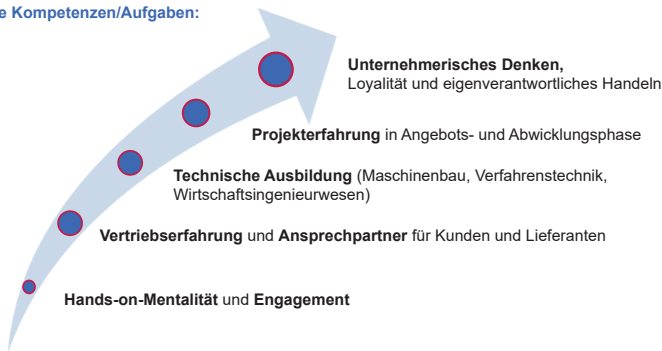 e Kompetenzen/Aufgaben:
Unternehmerisches Denken,
Loyalität und eigenverantwortliches Handeln
Projekterfahrung in Angebots- und Abwicklungsphase
Technische Ausbildung (Maschinenbau, Verfahrenstechnik,
Wirtschaftsingenieurwesen)
Vertriebserfahrung und Ansprechpartner für Kunden und Lieferanten
Hands-on-Mentalität und Engagement